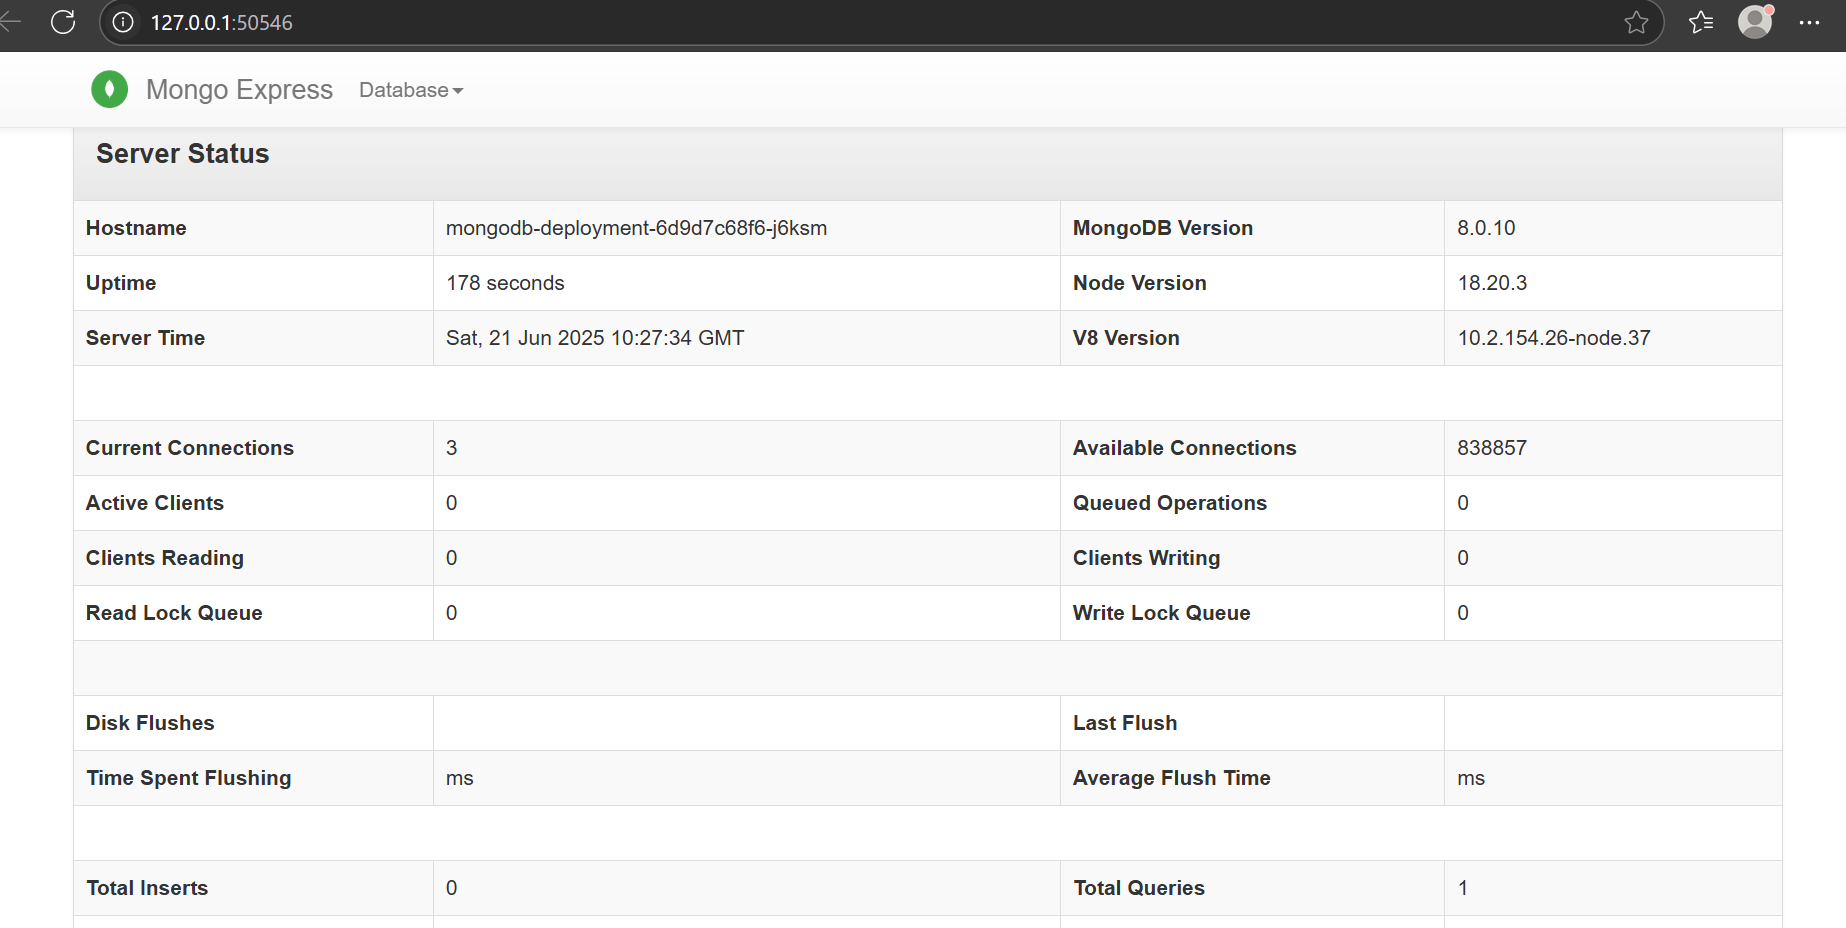 127.0.0.1:50546
Mongo Express Database
Server Status
Hostname mongodb-deployment-6d9d7c68f6-j6ksm MongoDB Version 8.0.10
Uptime 178 seconds Node Version 18.20.3
Server Time Sat, 21 Jun 2025 10:27:34 GMT V8 Version 10.2.154.26-node.37
Current Connections 3 Available Connections 838857
Active Clients 0 Queued Operations 0
Clients Reading 0 Clients Writing 0
Read Lock Queue 0 Write Lock Queue 0
Disk Flushes Last Flush
Time Spent Flushing ms Average Flush Time ms
Total Inserts 0 Total Queries 1